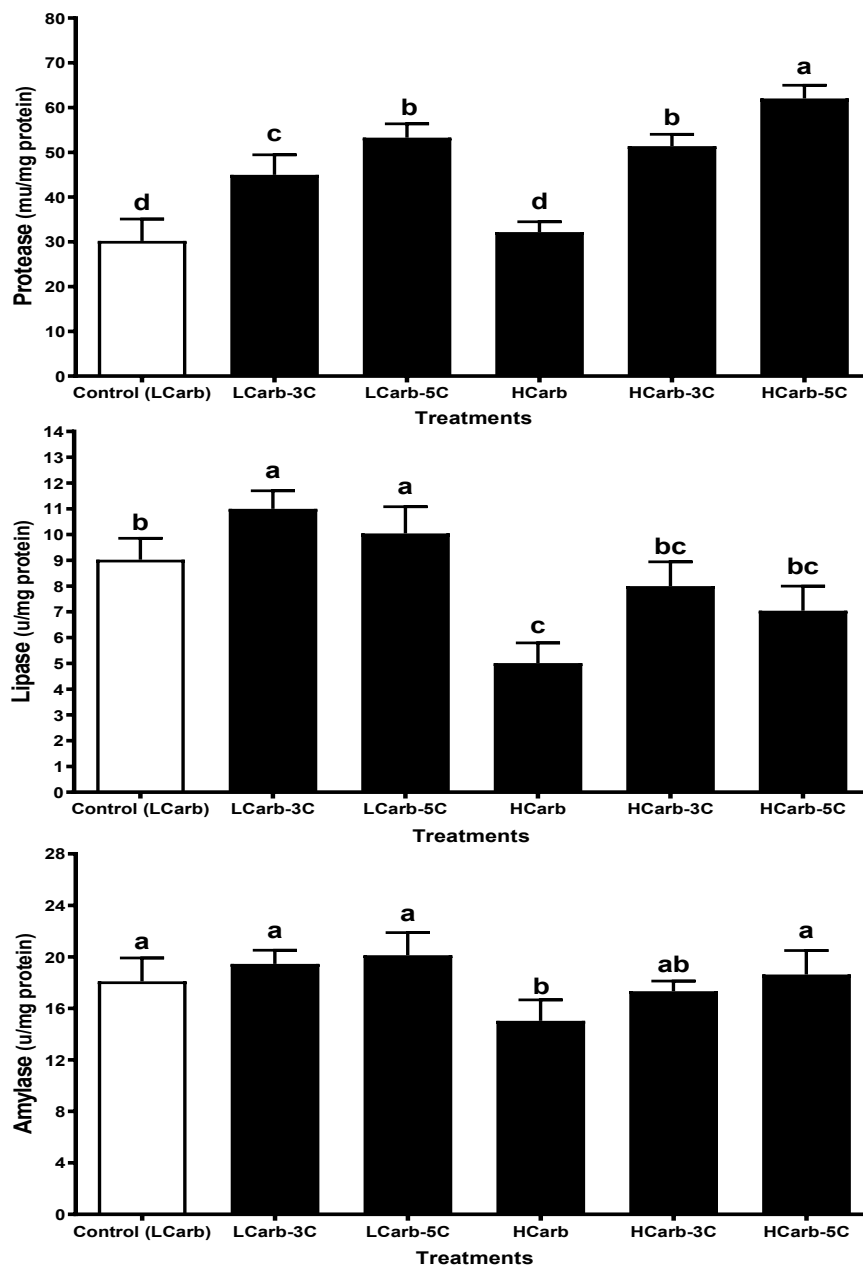 80
70
60
50
40
30
20
10
0
Protease (mu/mg protein)
d
c
b
d
b
a
Control (LCarb) LCarb-3C LCarb-5C HCarb HCarb-3C HCarb-5C
Treatments
14
13
12
11
10
9
8
7
6
5
4
3
2
1
0
Lipase (u/mg protein)
b
a
a
c
bc
bc
Control (LCarb) LCarb-3C LCarb-5C HCarb HCarb-3C HCarb-5C
Treatments
28
24
20
16
12
8
4
0
Amylase (u/mg protein)
a
a
a
b
ab
a
Control (LCarb) LCarb-3C LCarb-5C HCarb HCarb-3C HCarb-5C
Treatments